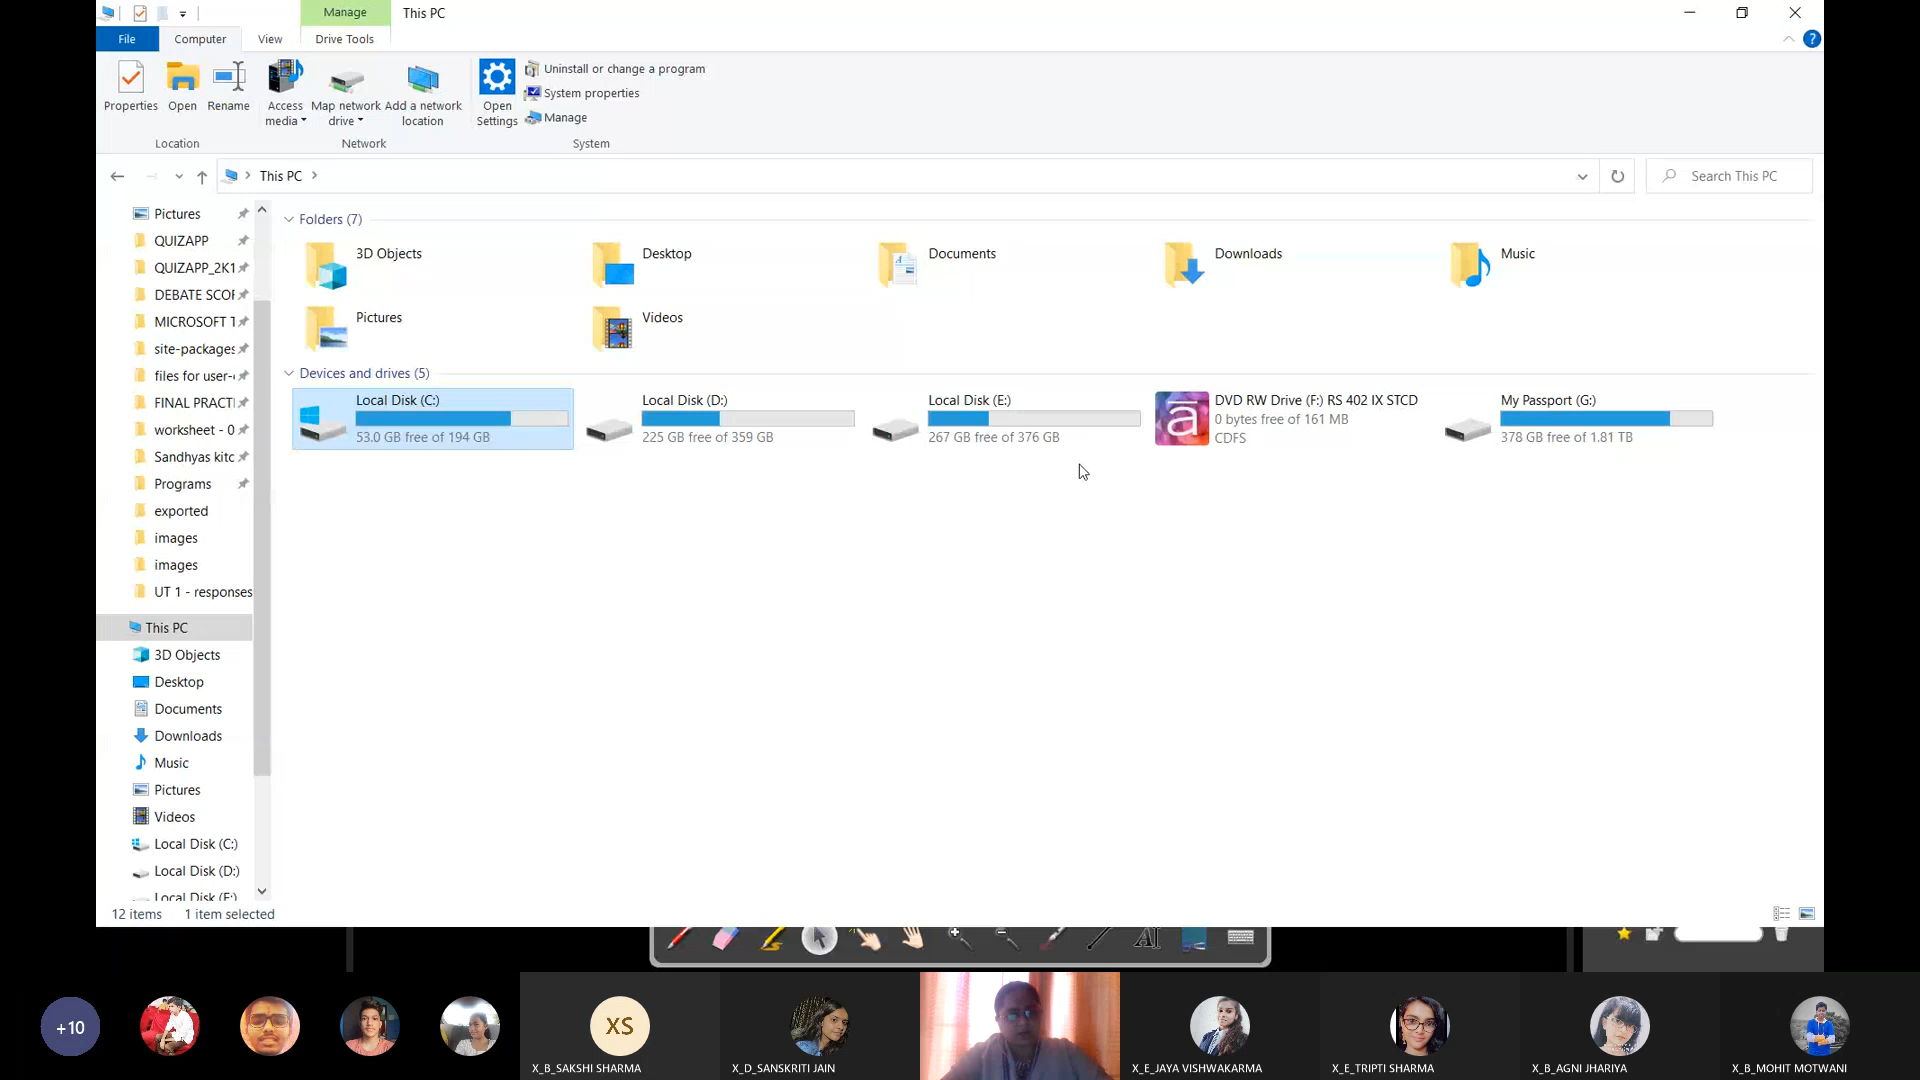 Manage
This PC
File
Computer
View
Drive Tools
Properties
Open
Rename
Access media
Map network drive
Add a network location
Open Settings
Uninstall or change a program
System properties
Manage
Location
Network
System
This PC
Search This PC
Pictures
QUIZAPP
QUIZAPP_2K1
DEBATE SCOF
MICROSOFT T
site-packages
files for user-
FINAL PRACTI
worksheet - 0
Sandhyas kitc
Programs
exported
images
images
UT 1 - responses
This PC
3D Objects
Desktop
Documents
Downloads
Music
Pictures
Videos
Local Disk (C:)
Local Disk (D:)
Local Disk (E:)
Folders (7)
3D Objects
Desktop
Documents
Downloads
Music
Pictures
Videos
Devices and drives (5)
Local Disk (C:)
53.0 GB free of 194 GB
Local Disk (D:)
225 GB free of 359 GB
Local Disk (E:)
267 GB free of 376 GB
DVD RW Drive (F:) RS 402 IX STCD
0 bytes free of 161 MB
CDFS
My Passport (G:)
378 GB free of 1.81 TB
12 items
1 item selected
AI
+10
XS
X_B_SAKSHI SHARMA
X_D_SANSKRITI JAIN
X_E_JAYA VISHWAKARMA
X_E_TRIPTI SHARMA
X_B_AGNI JHARIYA
X_B_MOHIT MOTWANI